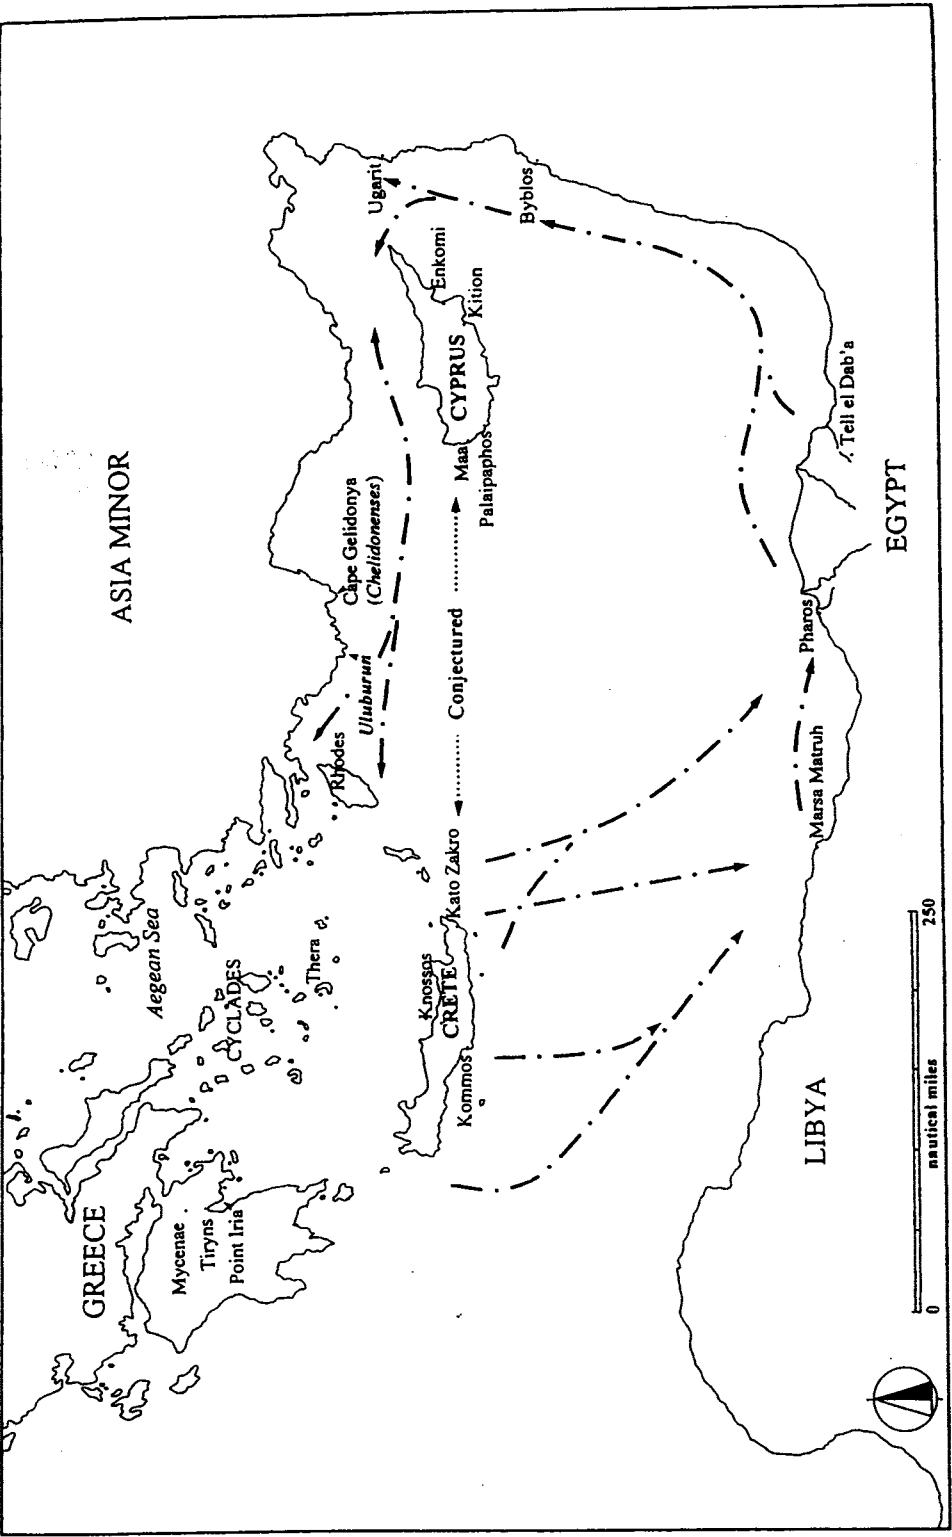 ASIA MINOR
GREECE
Aegean Sea
CYCLADES
Thera
Mycenae
Tiryns
Point Iria
Rhodes
Uluburun
Cape Gelidonya
(Chelidonenses)
Ugarit
Enkomi
Kition
CYPRUS
Maa
Palaipaphos
Byblos
Conjectured
Kato Zakro
Knossos
CRETE
Kommos
Marsa Matruh
Pharos
Tell el Dab'a
EGYPT
LIBYA
0
250
nautical miles